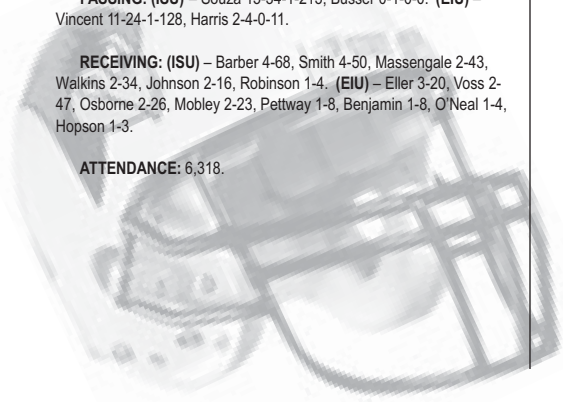 Vincent 11-24-1-128, Harris 2-4-0-11.
RECEIVING: (ISU) – Barber 4-68, Smith 4-50, Massengale 2-43,
Walkins 2-34, Johnson 2-16, Robinson 1-4. (EIU) – Eller 3-20, Voss 2-
47, Osborne 2-26, Mobley 2-23, Pettway 1-8, Benjamin 1-8, O’Neal 1-4,
Hopson 1-3.
ATTENDANCE: 6,318.